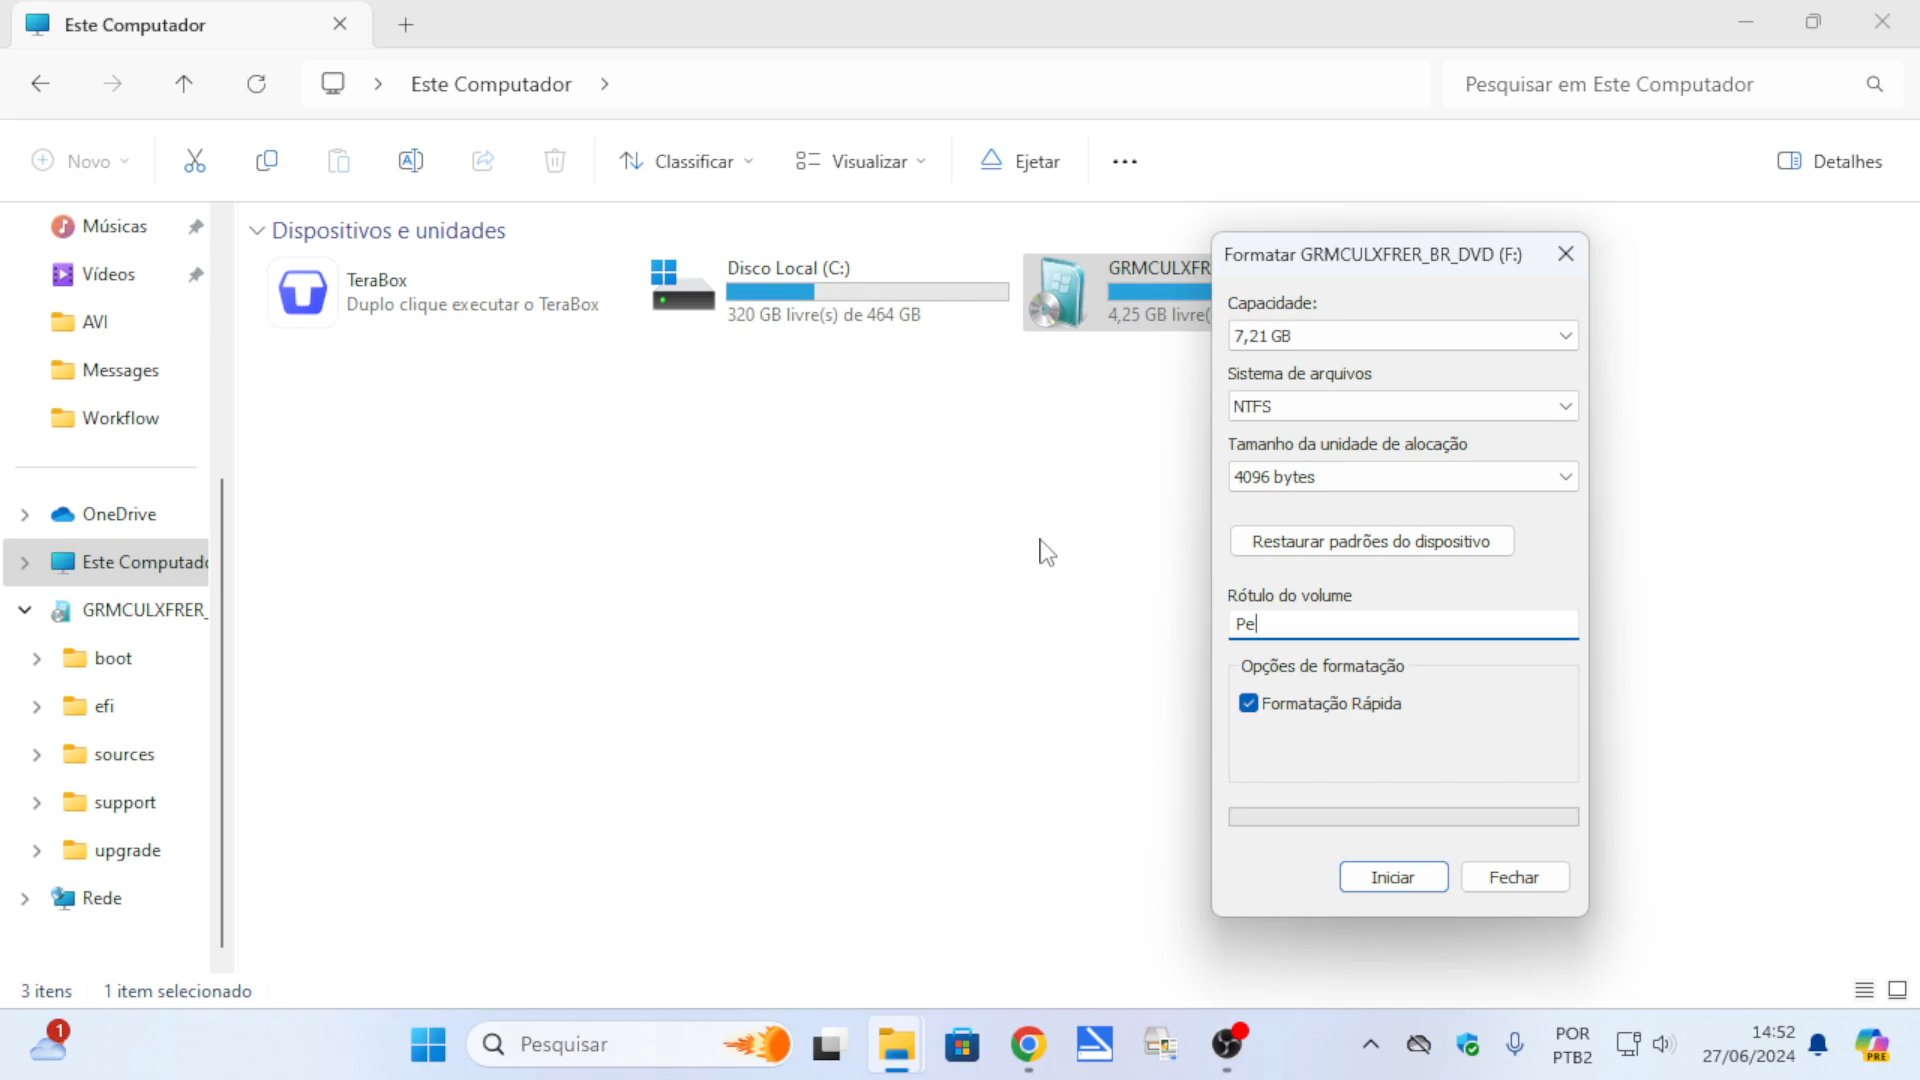 Este Computador
Este Computador
Pesquisar em Este Computador
Novo
Classificar
Visualizar
Ejetar
Detalhes
Músicas
Vídeos
AVI
Messages
Workflow
OneDrive
Este Computado
GRMCULXFRER_
boot
efi
sources
support
upgrade
Rede
Dispositivos e unidades
TeraBox
Duplo clique executar o TeraBox
Disco Local (C:)
320 GB livre(s) de 464 GB
GRMCULXFR
4,25 GB livre(
Formatar GRMCULXFRER_BR_DVD (F:)
Capacidade:
7,21 GB
Sistema de arquivos
NTFS
Tamanho da unidade de alocação
4096 bytes
Restaurar padrões do dispositivo
Rótulo do volume
Pe
Opções de formatação
Formatação Rápida
Iniciar
Fechar
3 itens
1 item selecionado
1
Pesquisar
POR
PTB2
14:52
27/06/2024
PRE